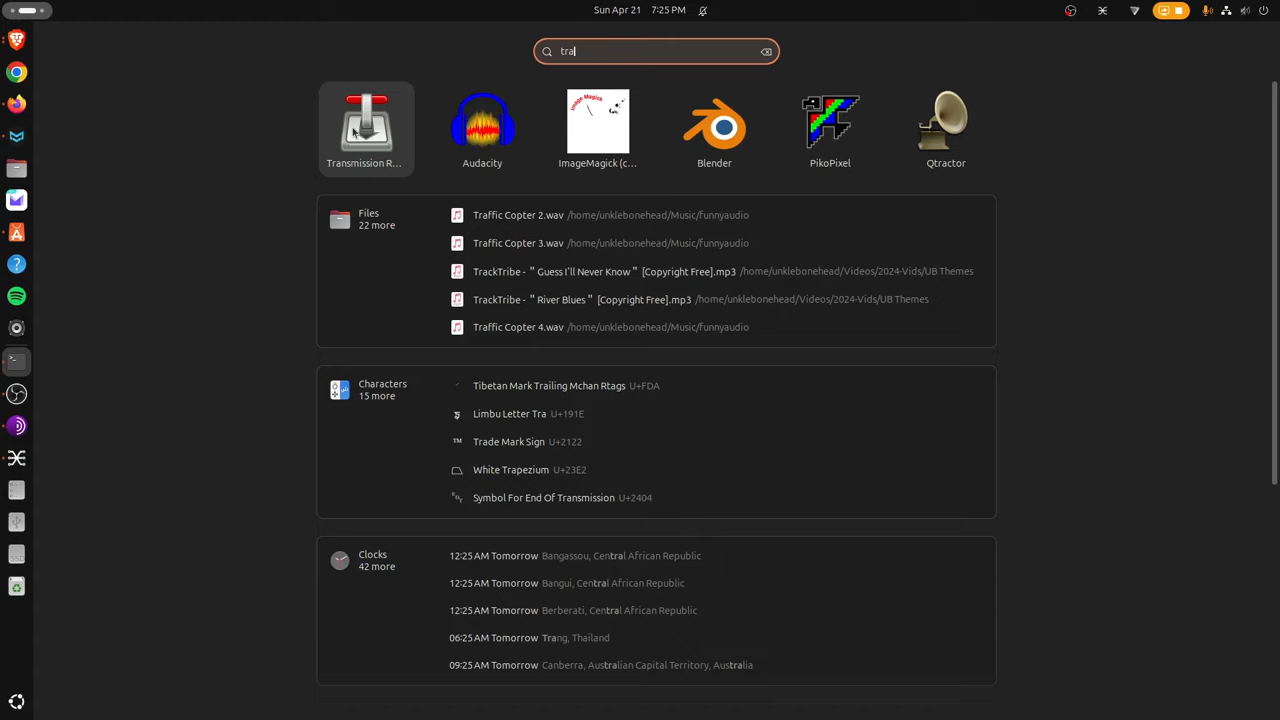 Sun Apr 21 7:25 PM
tra
Transmission R...
Audacity
ImageMagick (c...
Blender
PikoPixel
Qtractor
Files
22 more
Traffic Copter 2.wav /home/unklebonehead/Music/funnyaudio
Traffic Copter 3.wav /home/unklebonehead/Music/funnyaudio
TrackTribe - " Guess I'll Never Know " [Copyright Free].mp3 /home/unklebonehead/Videos/2024-Vids/UB Themes
TrackTribe - " River Blues " [Copyright Free].mp3 /home/unklebonehead/Videos/2024-Vids/UB Themes
Traffic Copter 4.wav /home/unklebonehead/Music/funnyaudio
Characters
15 more
Tibetan Mark Trailing Mchan Rtags U+FDA
Limbu Letter Tra U+191E
™ Trade Mark Sign U+2122
White Trapezium U+23E2
Symbol For End Of Transmission U+2404
Clocks
42 more
12:25 AM Tomorrow Bangassou, Central African Republic
12:25 AM Tomorrow Bangui, Central African Republic
12:25 AM Tomorrow Berberati, Central African Republic
06:25 AM Tomorrow Trang, Thailand
09:25 AM Tomorrow Canberra, Australian Capital Territory, Australia